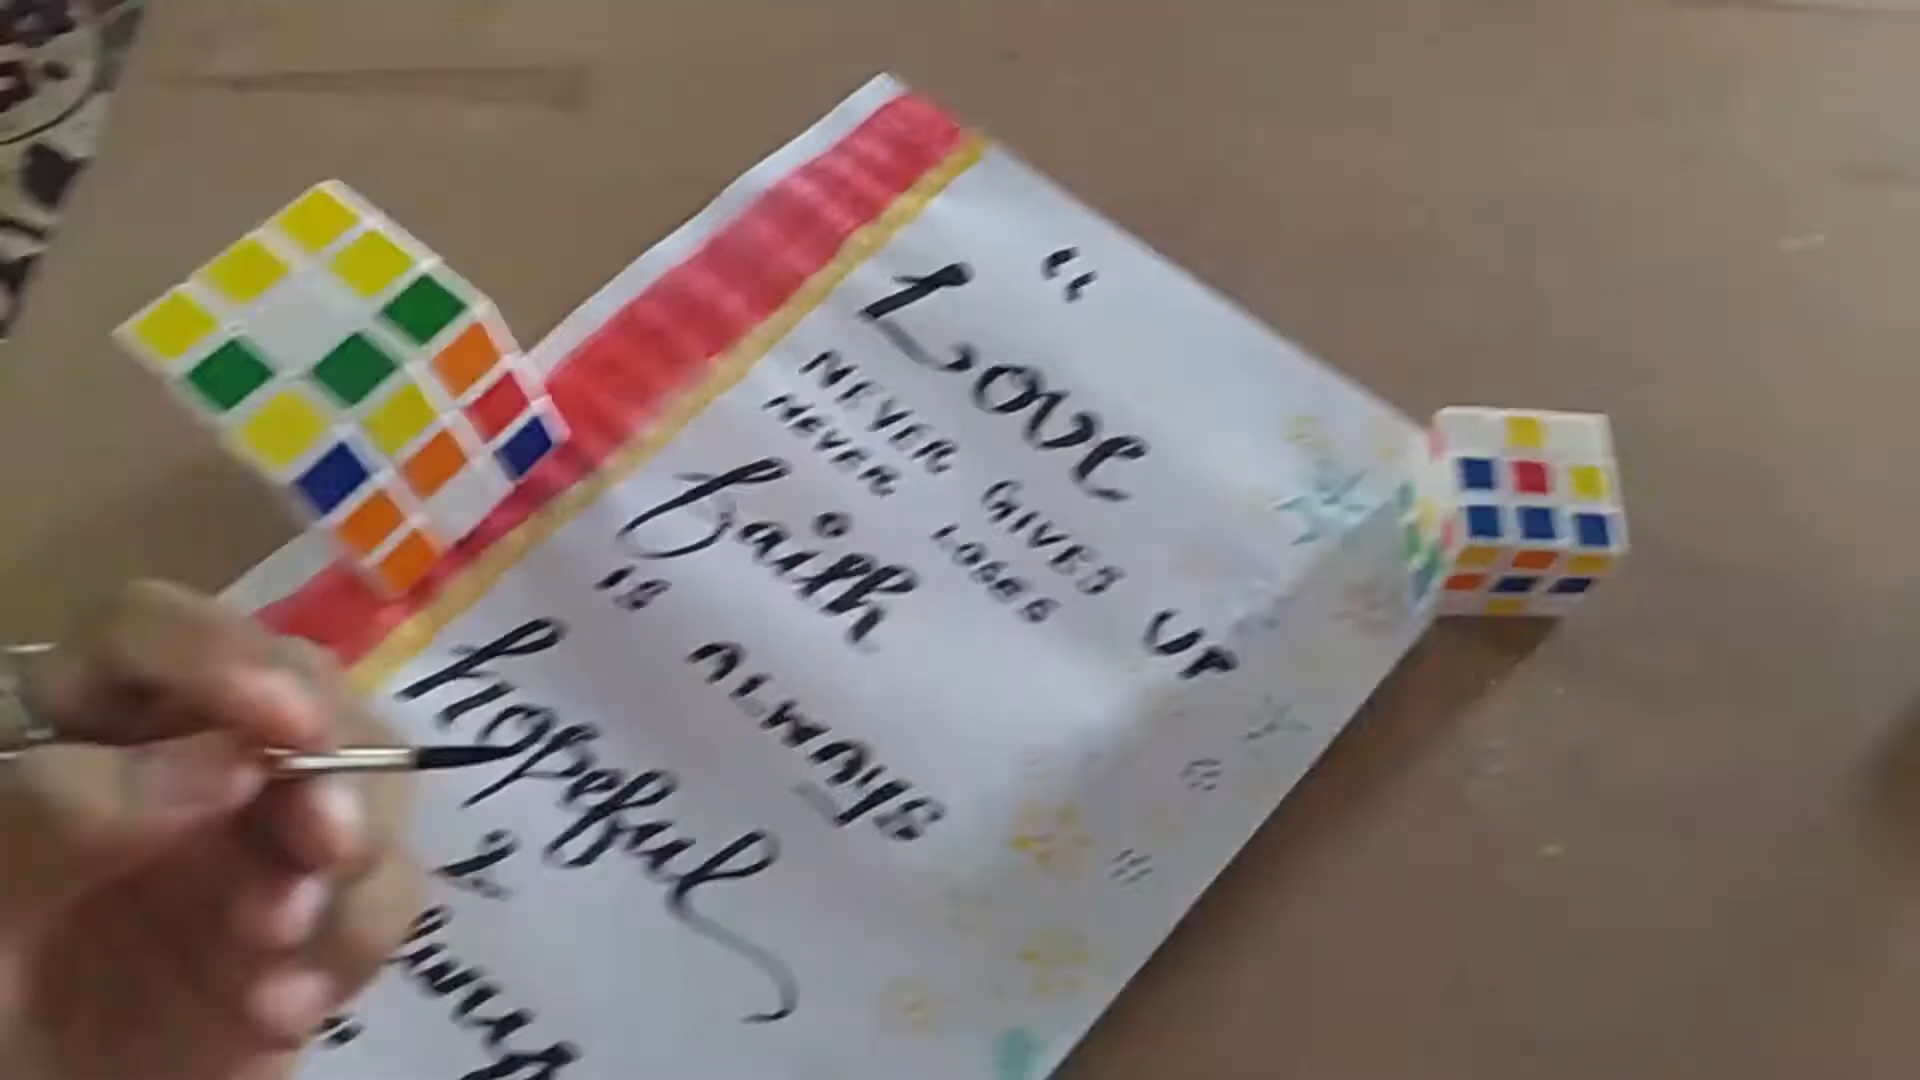 “
Love
NEVER GIVES UP
NEVER LOSES
faith
IS ALWAYS
hopeful